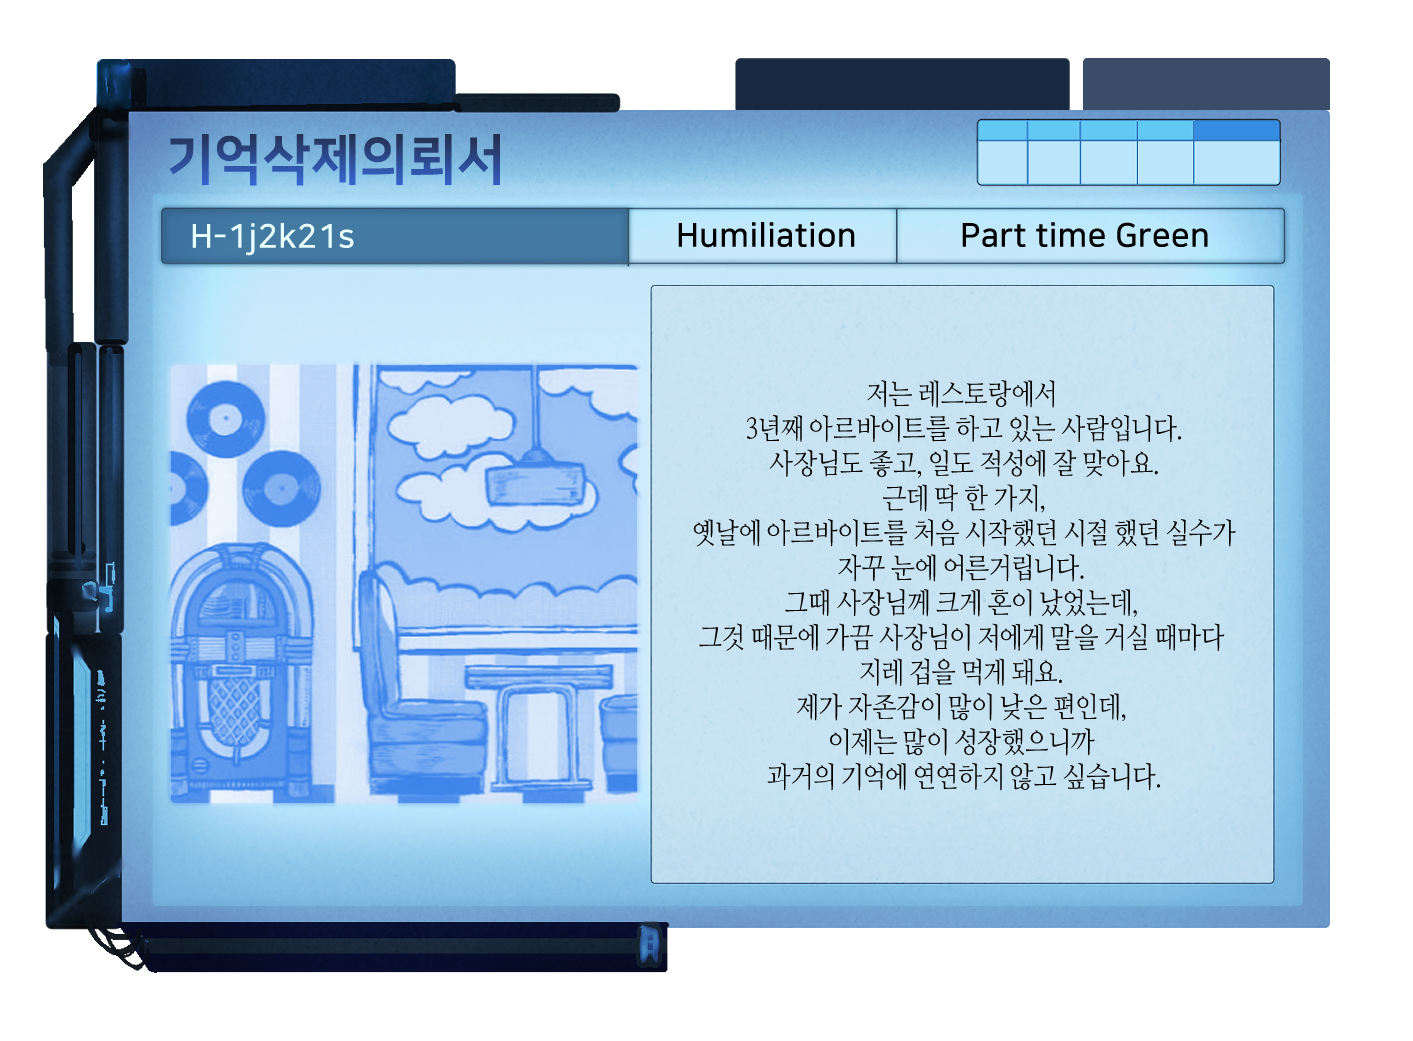 기억삭제의뢰서
H-1j2k21s
Humiliation
Part time Green
저는 레스토랑에서
3년째 아르바이트를 하고 있는 사람입니다.
사장님도 좋고, 일도 적성에 잘 맞아요.
근데 딱 한 가지,
옛날에 아르바이트를 처음 시작했던 시절 했던 실수가
자꾸 눈에 어른거립니다.
그때 사장님께 크게 혼이 났었는데,
그것 때문에 가끔 사장님이 저에게 말을 거실 때마다
지레 겁을 먹게 돼요.
제가 자존감이 많이 낮은 편인데,
이제는 많이 성장했으니까
과거의 기억에 연연하지 않고 싶습니다.